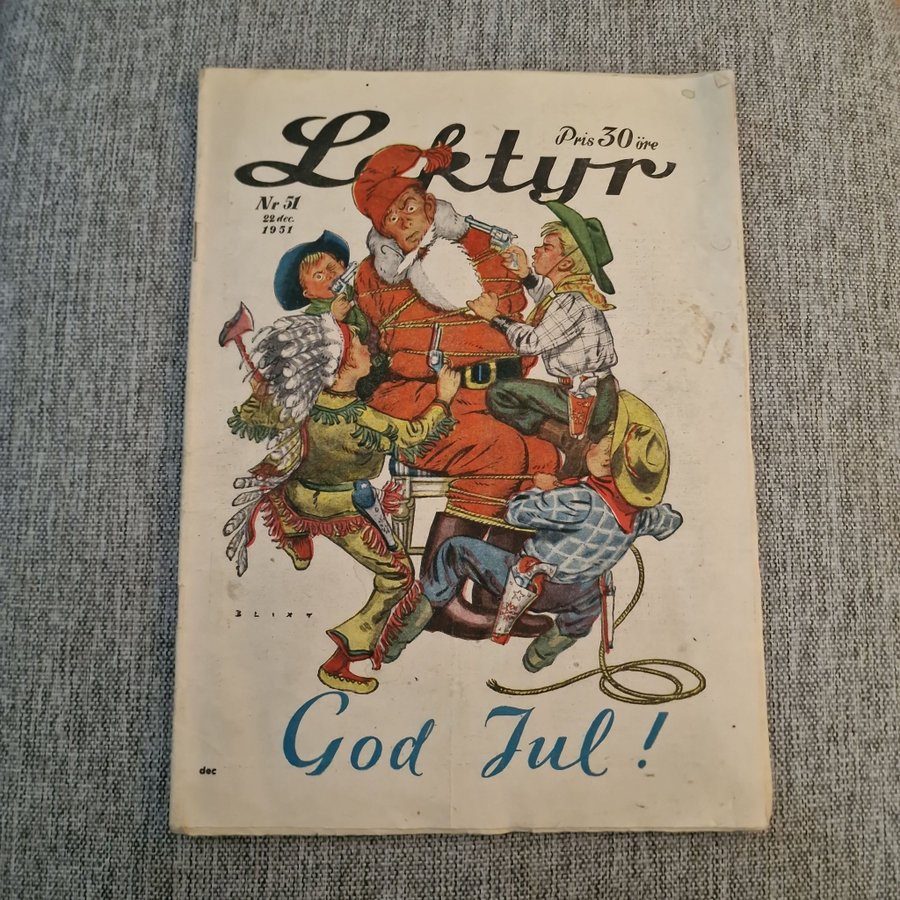 Lektyr
Pris 30 öre
Nr 51
22 dec.
1951
BLIXT
God Jul!
dec